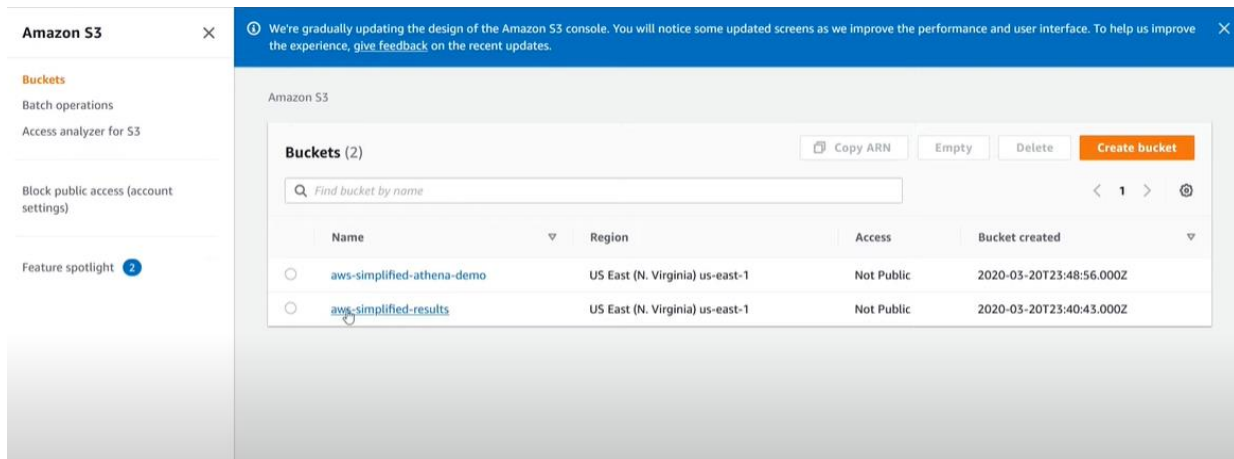 Amazon S3
We're gradually updating the design of the Amazon S3 console. You will notice some updated screens as we improve the performance and user interface. To help us improve
the experience, give feedback on the recent updates.
Buckets
Batch operations
Access analyzer for S3
Block public access (account
settings)
Feature spotlight 2
Amazon S3
Buckets (2)
Copy ARN Empty Delete Create bucket
Find bucket by name
1
Name Region Access Bucket created
aws-simplified-athena-demo US East (N. Virginia) us-east-1 Not Public 2020-03-20T23:48:56.000Z
aws-simplified-results US East (N. Virginia) us-east-1 Not Public 2020-03-20T23:40:43.000Z